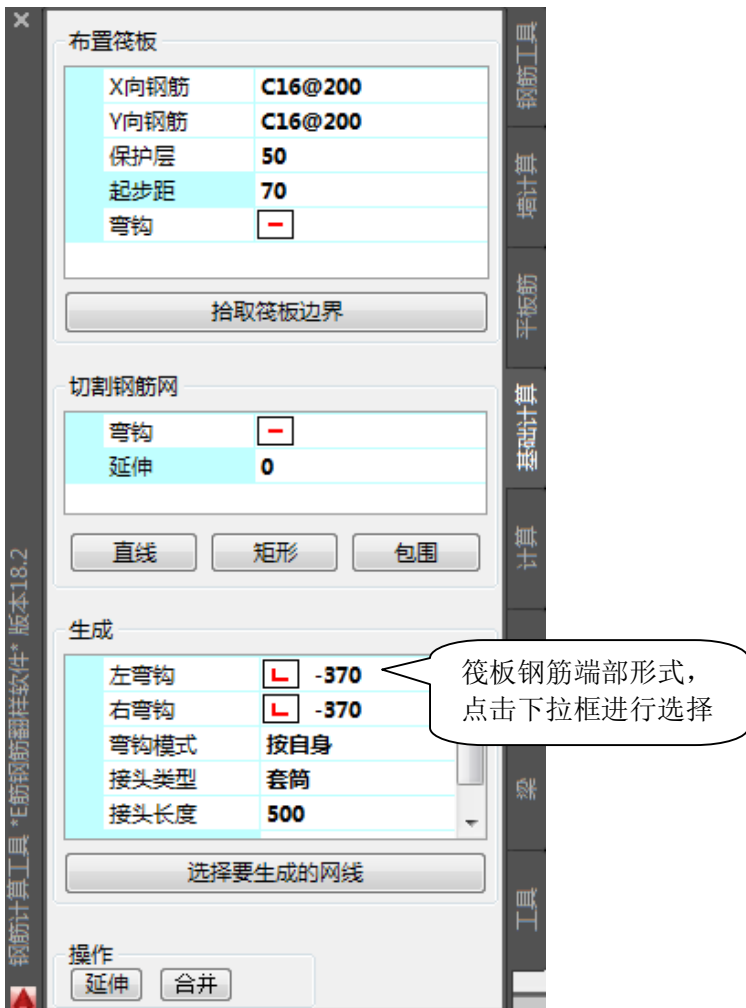 布置筏板
X向钢筋 C16@200
Y向钢筋 C16@200
保护层 50
起步距 70
弯钩
拾取筏板边界
切割钢筋网
弯钩
延伸 0
直线 矩形 包围
生成
左弯钩 -370
右弯钩 -370
弯钩模式 按自身
接头类型 套筒
接头长度 500
选择要生成的网线
操作
延伸 合并
筏板钢筋端部形式，
点击下拉框进行选择
钢筋工具
墙计算
平板筋
基础计算
计算
梁
工具
钢筋计算工具 *E筋钢筋翻样软件* 版本18.2